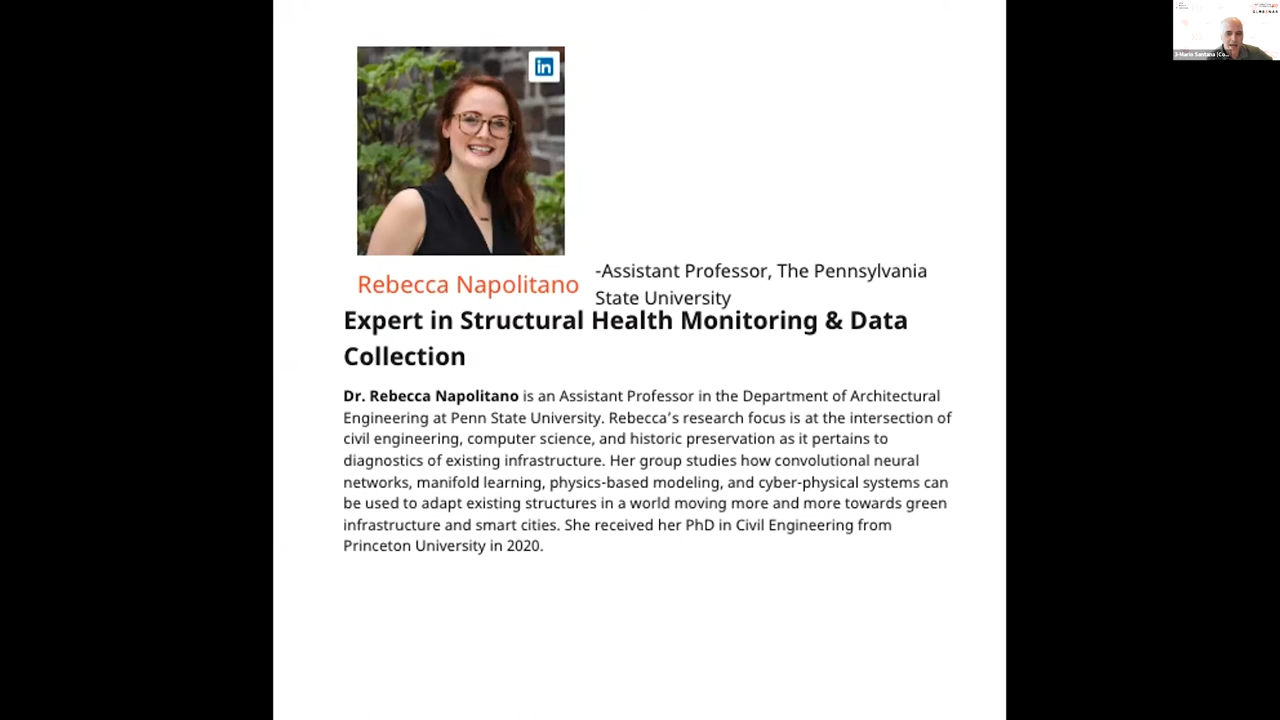 in
Rebecca Napolitano
-Assistant Professor, The Pennsylvania
State University
Expert in Structural Health Monitoring & Data
Collection
Dr. Rebecca Napolitano is an Assistant Professor in the Department of Architectural
Engineering at Penn State University. Rebecca’s research focus is at the intersection of
civil engineering, computer science, and historic preservation as it pertains to
diagnostics of existing infrastructure. Her group studies how convolutional neural
networks, manifold learning, physics-based modeling, and cyber-physical systems can
be used to adapt existing structures in a world moving more and more towards green
infrastructure and smart cities. She received her PhD in Civil Engineering from
Princeton University in 2020.